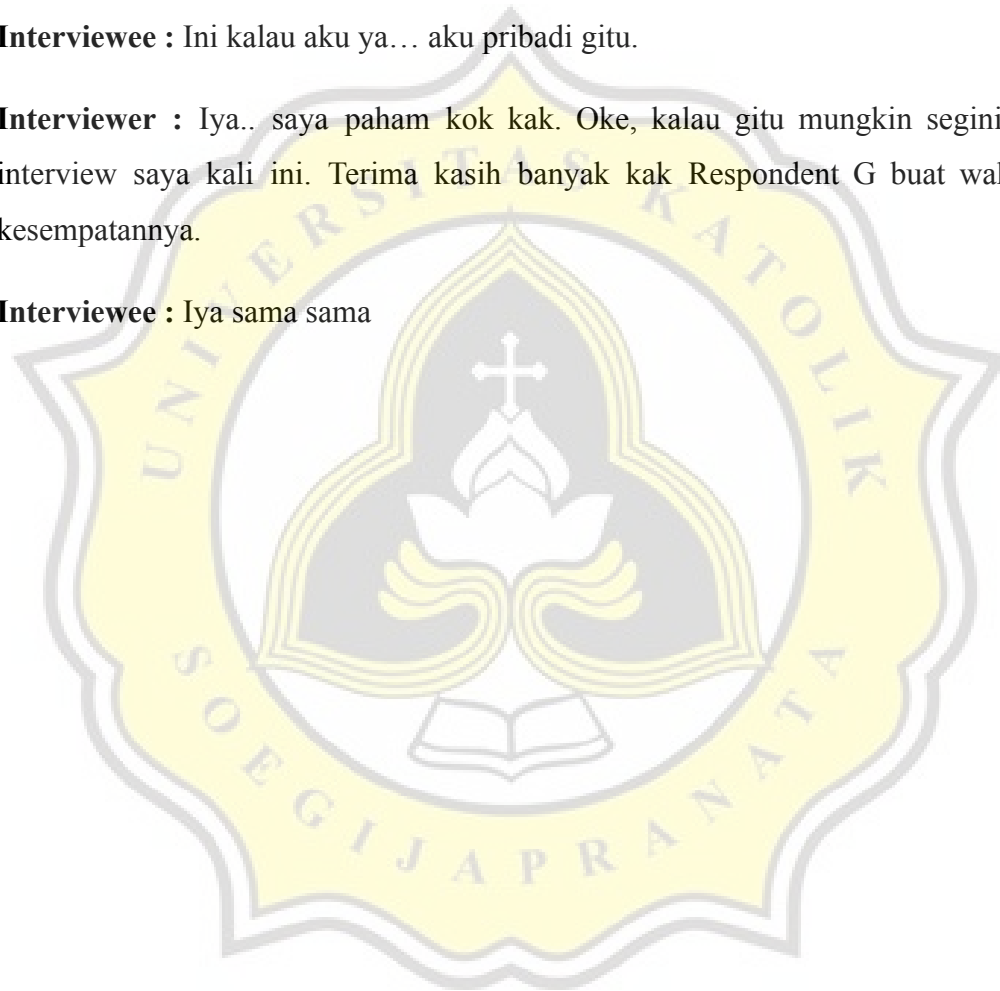 Interviewee : Ini kalau aku ya… aku pribadi gitu.
Interviewer : Iya.. saya paham kok kak. Oke, kalau gitu mungkin segini
interview saya kali ini. Terima kasih banyak kak Respondent G buat
kesempatannya.
Interviewee : Iya sama sama
UNIVERSITAS KATOLIK
SOEGIJAPRANATA